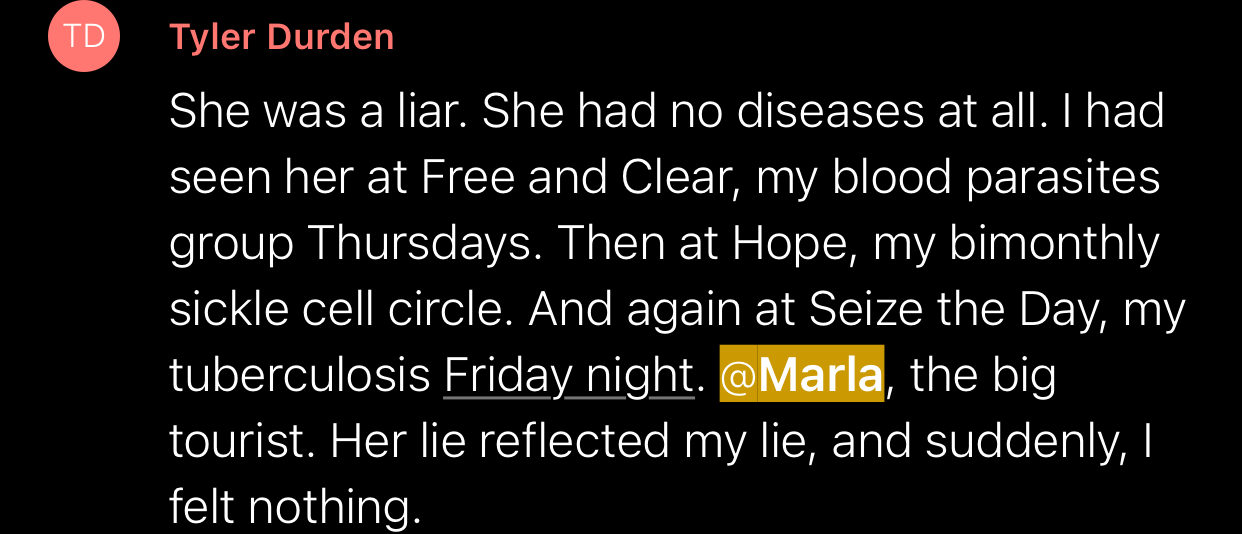 TD
Tyler Durden
She was a liar. She had no diseases at all. I had
seen her at Free and Clear, my blood parasites
group Thursdays. Then at Hope, my bimonthly
sickle cell circle. And again at Seize the Day, my
tuberculosis Friday night. @Marla, the big
tourist. Her lie reflected my lie, and suddenly, I
felt nothing.